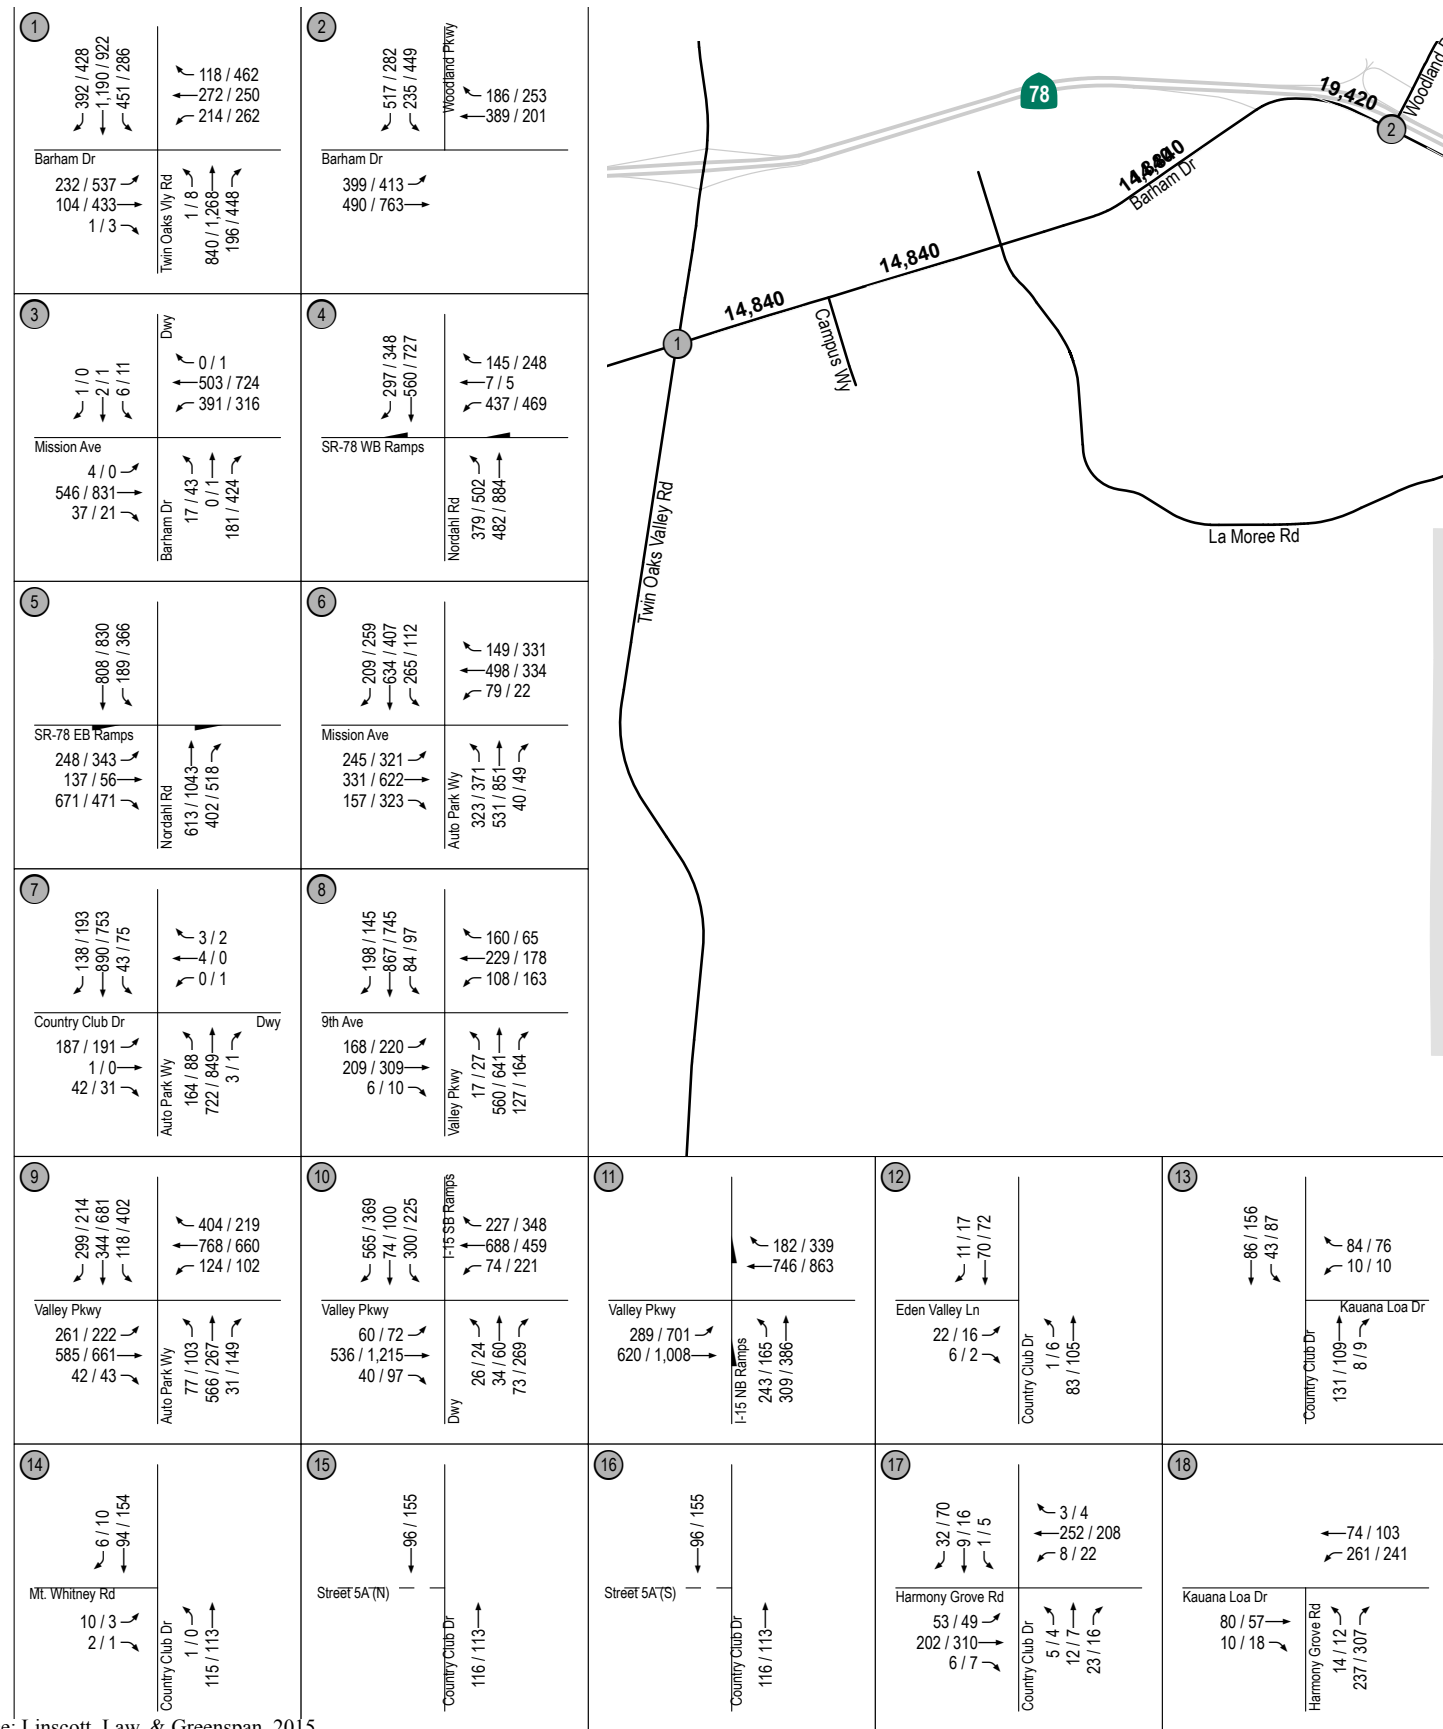 1
392 / 428
1,190 / 922
451 / 286
118 / 462
272 / 250
214 / 262
Barham Dr
232 / 537
104 / 433
1 / 3
Twin Oaks Vly Rd
1 / 8
840 / 1,268
196 / 448
2
517 / 282
235 / 449
Woodland Pkwy
186 / 253
389 / 201
Barham Dr
399 / 413
490 / 763
3
1 / 0
2 / 1
6 / 11
Dwy
0 / 1
503 / 724
391 / 316
Mission Ave
4 / 0
546 / 831
37 / 21
Barham Dr
17 / 43
0 / 1
181 / 424
4
297 / 348
560 / 727
145 / 248
7 / 5
437 / 469
SR-78 WB Ramps
Nordahl Rd
379 / 502
482 / 884
5
808 / 830
189 / 366
SR-78 EB Ramps
248 / 343
137 / 56
671 / 471
Nordahl Rd
613 / 1043
402 / 518
6
209 / 259
634 / 407
265 / 112
149 / 331
498 / 334
79 / 22
Mission Ave
245 / 321
331 / 622
157 / 323
Auto Park Wy
323 / 371
531 / 851
40 / 49
7
138 / 193
890 / 753
43 / 75
3 / 2
4 / 0
0 / 1
Country Club Dr
Dwy
187 / 191
1 / 0
42 / 31
Auto Park Wy
164 / 88
722 / 849
3 / 1
8
198 / 145
867 / 745
84 / 97
160 / 65
229 / 178
108 / 163
9th Ave
168 / 220
209 / 309
6 / 10
Valley Pkwy
17 / 27
560 / 641
127 / 164
78
19,420
Woodland
2
Barham Dr
14,840
14,840
1
Campus Wy
Twin Oaks Valley Rd
La Moree Rd
9
299 / 214
344 / 681
118 / 402
404 / 219
768 / 660
124 / 102
Valley Pkwy
261 / 222
585 / 661
42 / 43
Auto Park Wy
77 / 103
566 / 267
31 / 149
10
565 / 369
74 / 100
300 / 225
I-15 SB Ramps
227 / 348
688 / 459
74 / 221
Valley Pkwy
60 / 72
536 / 1,215
40 / 97
Dwy
26 / 24
34 / 60
73 / 269
11
182 / 339
746 / 863
Valley Pkwy
289 / 701
620 / 1,008
I-15 NB Ramps
243 / 165
309 / 386
12
11 / 17
70 / 72
Eden Valley Ln
22 / 16
6 / 2
Country Club Dr
1 / 6
83 / 105
13
86 / 156
43 / 87
84 / 76
10 / 10
Kauana Loa Dr
Country Club Dr
131 / 109
8 / 9
14
6 / 10
94 / 154
Mt. Whitney Rd
10 / 3
2 / 1
Country Club Dr
1 / 0
115 / 113
15
96 / 155
Street 5A (N)
Country Club Dr
116 / 113
16
96 / 155
Street 5A (S)
Country Club Dr
116 / 113
17
32 / 70
9 / 16
1 / 5
3 / 4
252 / 208
8 / 22
Harmony Grove Rd
53 / 49
202 / 310
6 / 7
Country Club Dr
5 / 4
12 / 7
23 / 16
18
74 / 103
261 / 241
Kauana Loa Dr
80 / 57
10 / 18
Harmony Grove Rd
14 / 12
237 / 307
e: Linscott, Law, & Greenspan, 2015